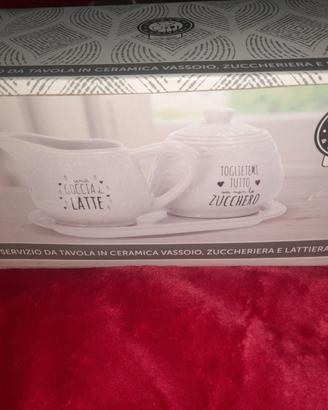 DA TAVOLA IN CERAMICA VASSOIO, ZUCCHERIERA E
una
GOCCIA di
LATTE
TOGLIETEMI
TUTTO
ma non lo
ZUCCHERO
SERVIZIO DA TAVOLA IN CERAMICA VASSOIO, ZUCCHERIERA E LATTIERA